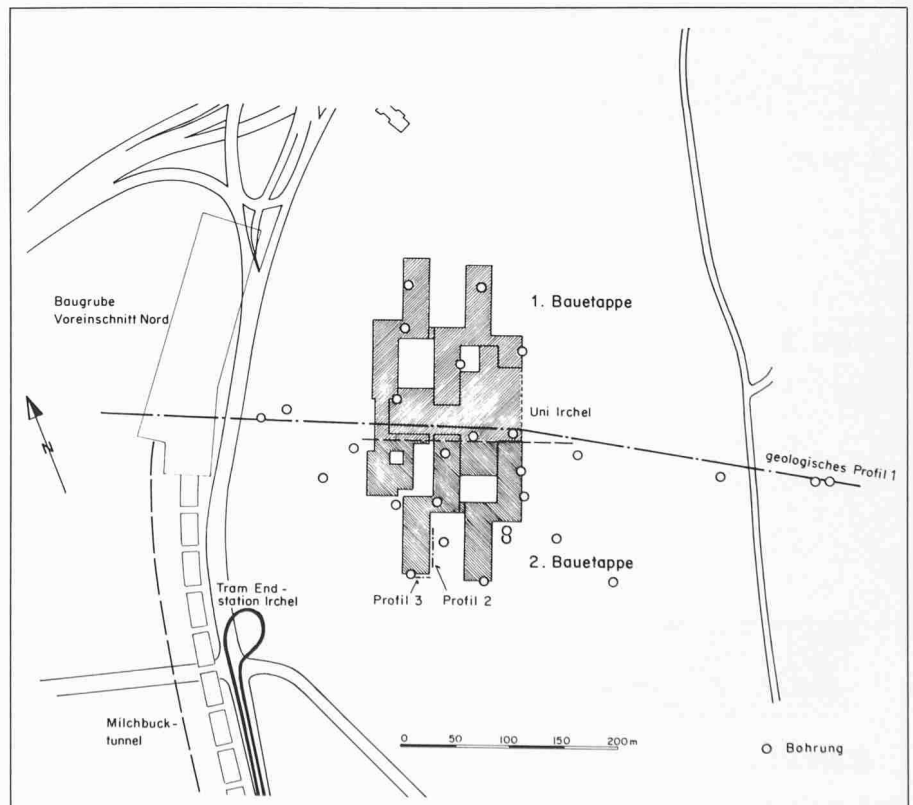 1. Bauetappe
Baugrube
Voreinschnitt Nord
Uni Irchel
geologisches Profil 1
N
2. Bauetappe
Tram End-
station Irchel
Profil 3
Profil 2
Milchbuck-
tunnel
0 50 100 150 200 m
Bohrung